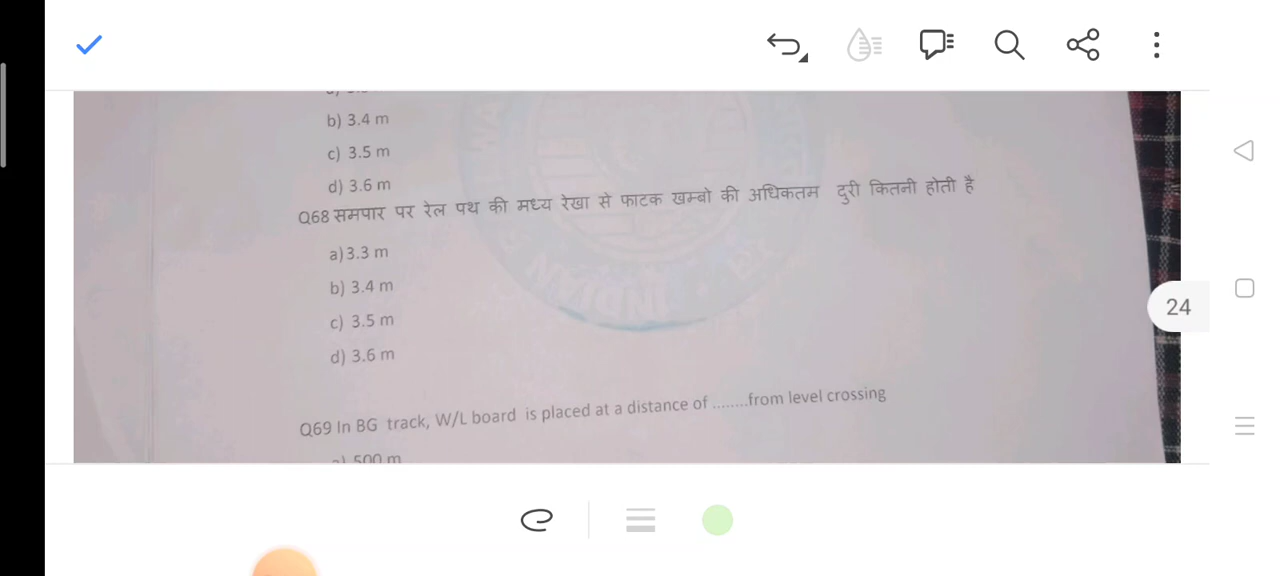 b) 3.4 m
c) 3.5 m
d) 3.6 m
Q68 समपार पर रेल पथ की मध्य रेखा से फाटक खम्बो की अधिकतम दुरी कितनी होती है
a) 3.3 m
b) 3.4 m
c) 3.5 m
d) 3.6 m
24
Q69 In BG track, W/L board is placed at a distance of ........from level crossing
a) 500 m